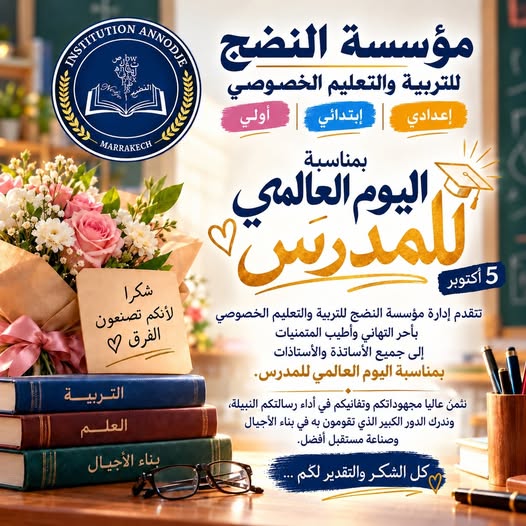 INSTITUTION ANNODJE
MARRAKECH
مؤسسة النضج
للتربية والتعليم الخصوصي
أولي | إبتدائي | إعدادي
بمناسبة
اليوم العالمي
للمدرس
5 أكتوبر
تتقدم إدارة مؤسسة النضج للتربية والتعليم الخصوصي
بأحر التهاني وأطيب المتمنيات
إلى جميع الأساتذة والأستاذات
بمناسبة اليوم العالمي للمدرس.
نثمن عاليا مجهوداتكم وتفانيكم في أداء رسالتكم النبيلة،
وندرك الدور الكبير الذي تقومون به في بناء الأجيال
وصناعة مستقبل أفضل.
كل الشكر والتقدير لكم ...
شكرا
لأنكم تصنعون
الفرق
التربية
العلم
بناء الأجيال